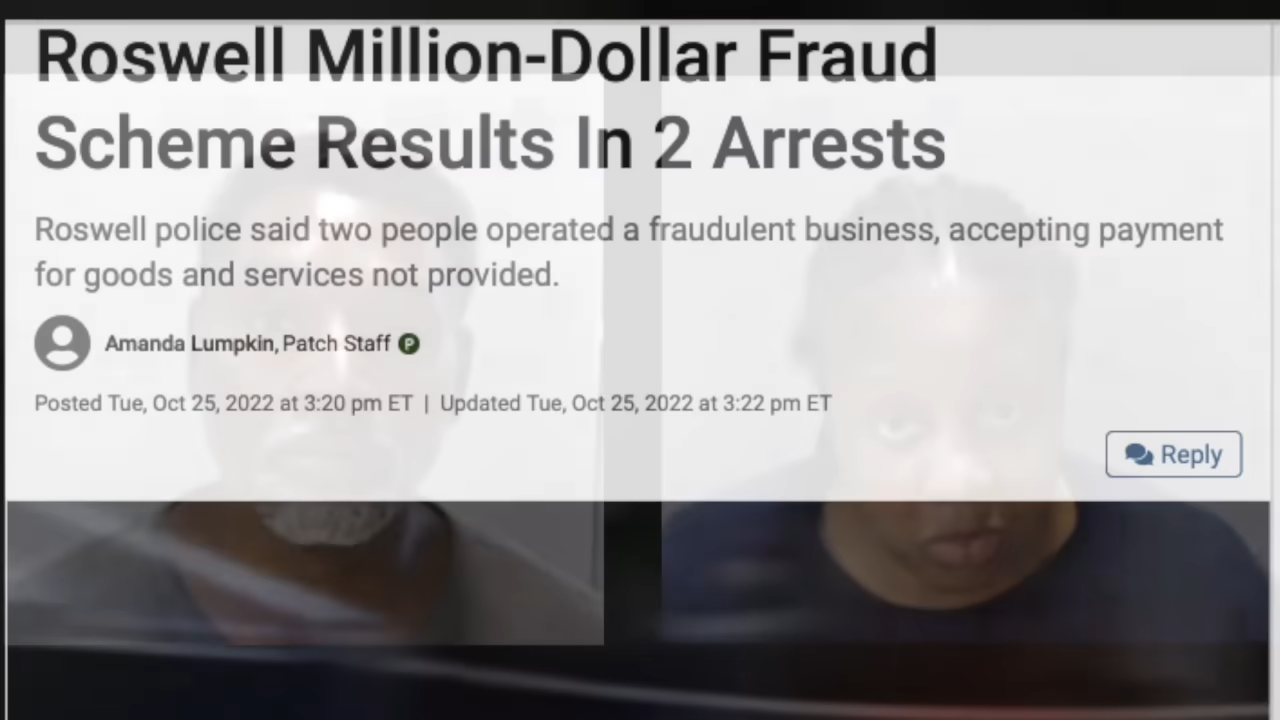 Roswell Million-Dollar Fraud
Scheme Results In 2 Arrests
Roswell police said two people operated a fraudulent business, accepting payment
for goods and services not provided.
Amanda Lumpkin, Patch Staff P
Posted Tue, Oct 25, 2022 at 3:20 pm ET | Updated Tue, Oct 25, 2022 at 3:22 pm ET
Reply